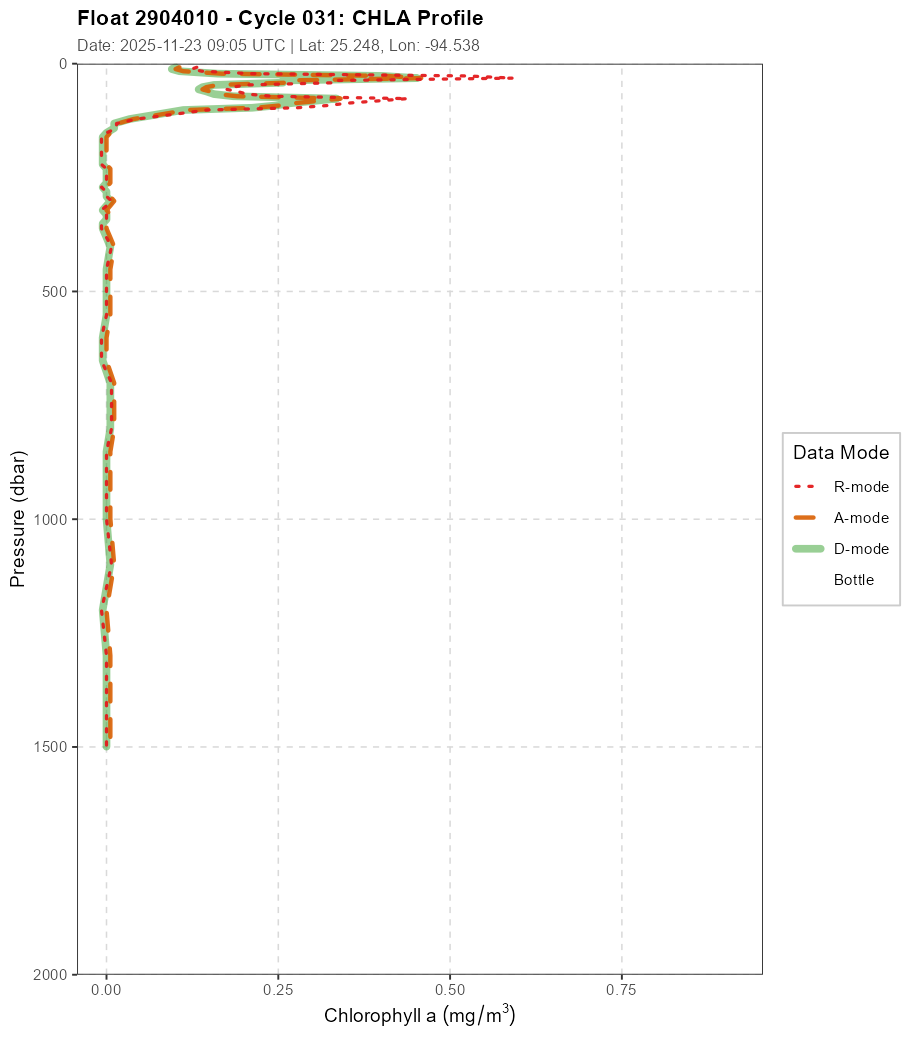 Float 2904010 - Cycle 031: CHLA Profile
Date: 2025-11-23 09:05 UTC | Lat: 25.248, Lon: -94.538
0
500
1000
1500
2000
Pressure (dbar)
0.00 0.25 0.50 0.75
Chlorophyll a (mg/m³)
Data Mode
R-mode
A-mode
D-mode
Bottle